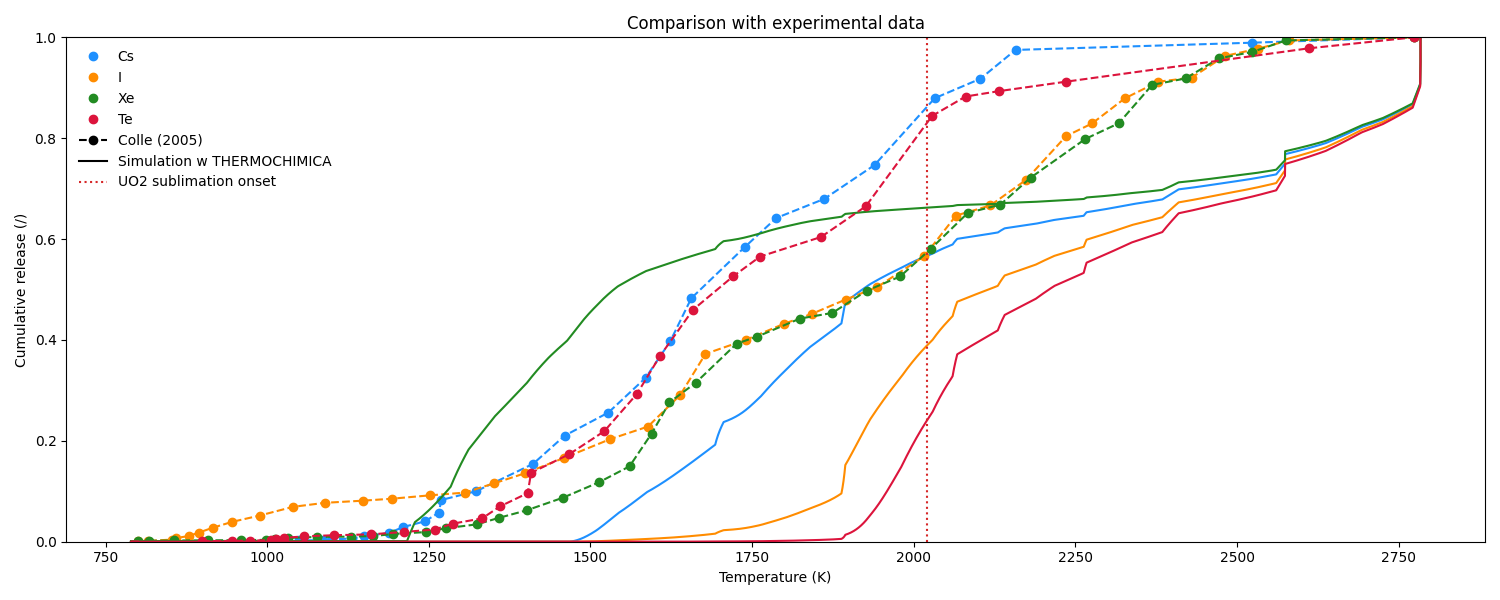 Comparison with experimental data
Cumulative release (/)
1.0
0.8
0.6
0.4
0.2
0.0
Cs
I
Xe
Te
Colle (2005)
Simulation w THERMOCHIMICA
UO2 sublimation onset
750
1000
1250
1500
1750
2000
2250
2500
2750
Temperature (K)